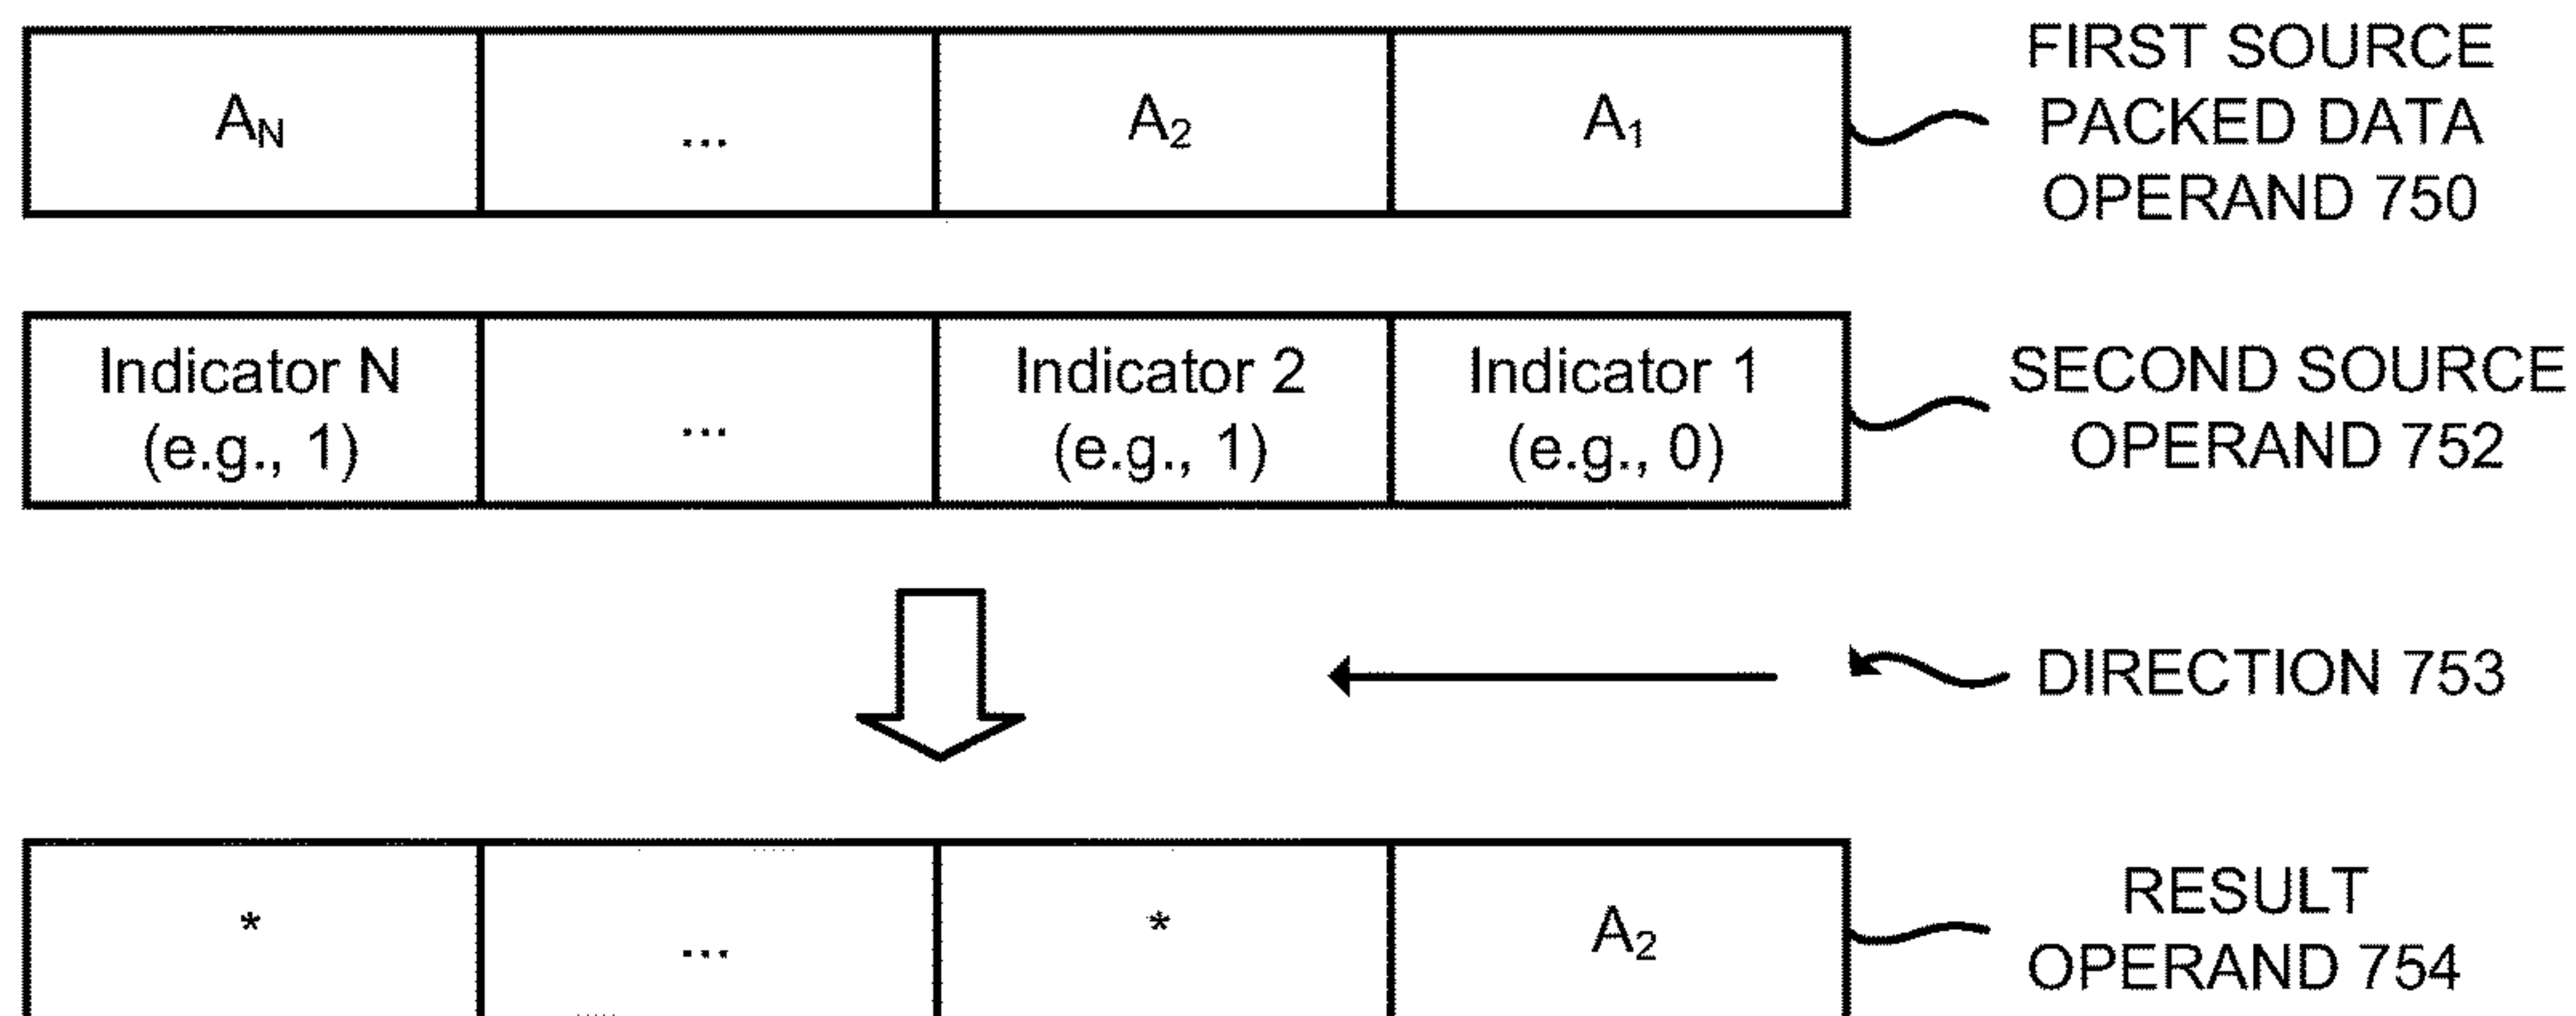 A_N ... A_2 A_1
FIRST SOURCE
PACKED DATA
OPERAND 750
Indicator N ... Indicator 2 Indicator 1
(e.g., 1) (e.g., 1) (e.g., 0)
SECOND SOURCE
OPERAND 752
DIRECTION 753
* ... * A_2
RESULT
OPERAND 754